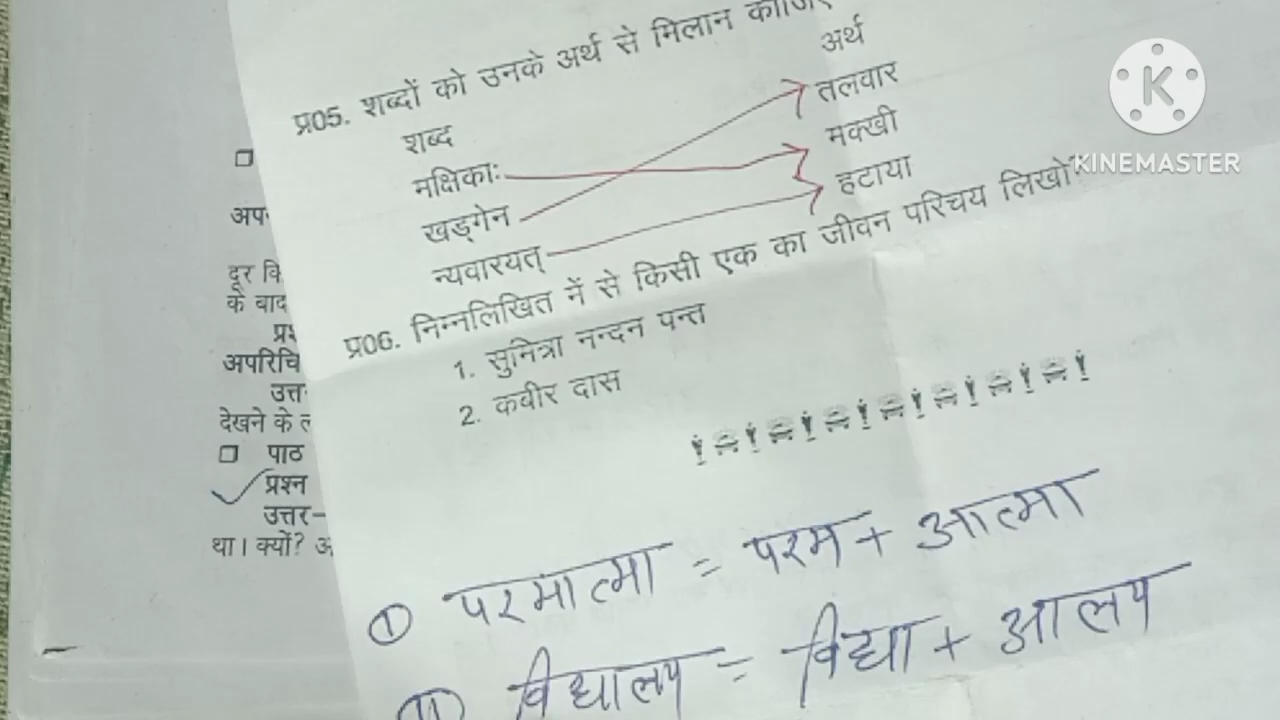 प्र05. शब्दों को उनके अर्थ से मिलान कीजिए
शब्द
अर्थ
मक्षिकाः
तलवार
खड्गेन
मक्खी
न्यवारयत्
हटाया
प्र06. निम्नलिखित नें से किसी एक का जीवन परिचय लिखो
1. सुनित्रा नन्दन पन्त
2. कबीर दास
① परमात्मा = परम + आत्मा
विद्यालय = विद्या + आलय
अप
दूर वि
के बाद
अपरिचि
उत्त
देखने के ल
पाठ
प्रश्न
उत्तर–
था। क्यों? अ
K
KINEMASTER